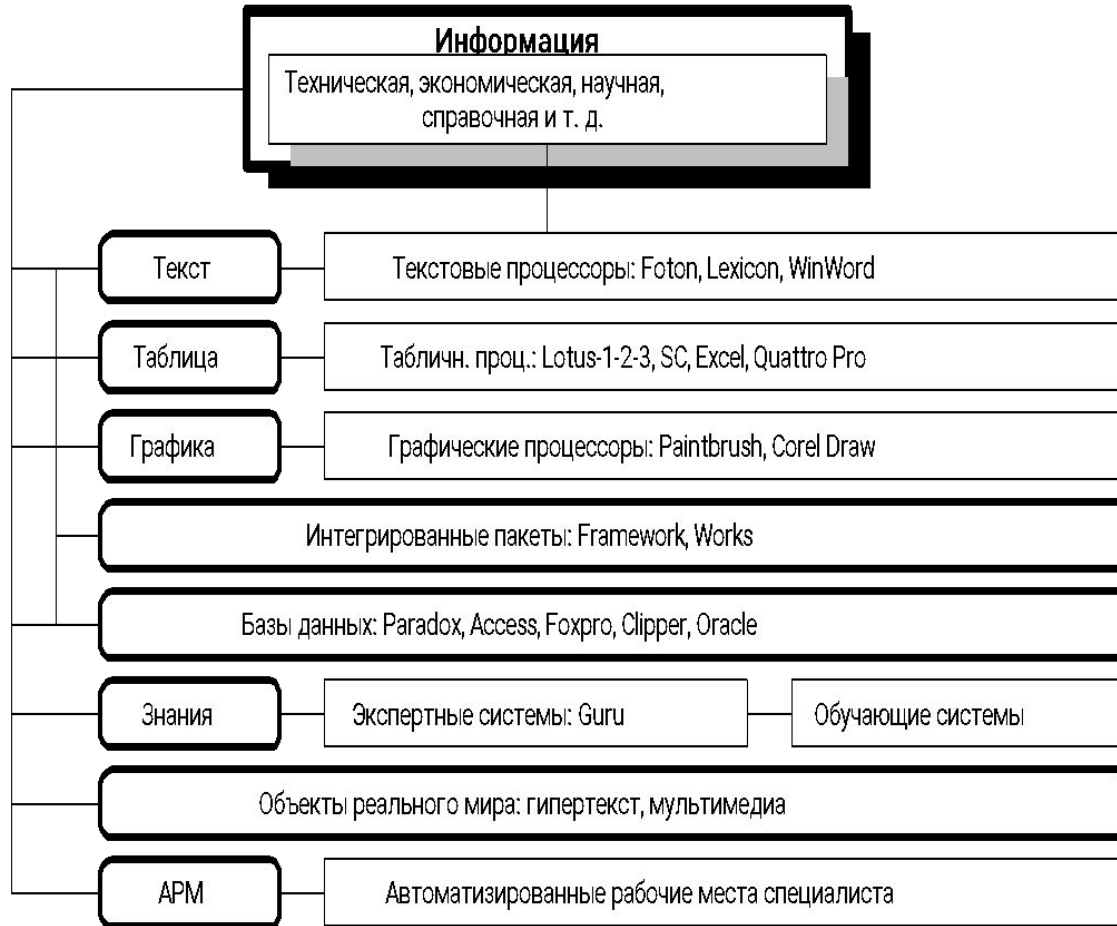 Информация
Техническая, экономическая, научная,
справочная и т. д.
Текст
Текстовые процессоры: Foton, Lexicon, WinWord
Таблица
Табличн. проц.: Lotus-1-2-3, SC, Excel, Quattro Pro
Графика
Графические процессоры: Paintbrush, Corel Draw
Интегрированные пакеты: Framework, Works
Базы данных: Paradox, Access, Foxpro, Clipper, Oracle
Знания
Экспертные системы: Guru
Обучающие системы
Объекты реального мира: гипертекст, мультимедиа
АРМ
Автоматизированные рабочие места специалиста